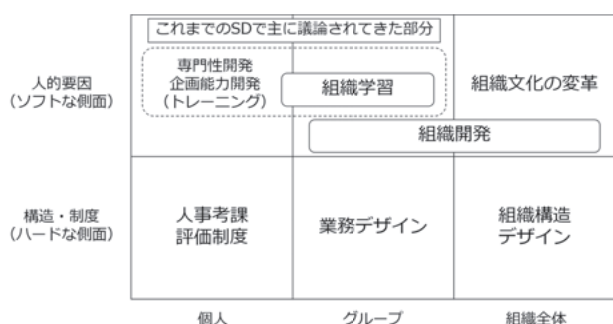 これまでのSDで主に議論されてきた部分
人的要因
(ソフトな側面)
専門性開発
企画能力開発
(トレーニング)
組織学習
組織文化の変革
組織開発
構造・制度
(ハードな側面)
人事考課
評価制度
業務デザイン
組織構造
デザイン
個人
グループ
組織全体